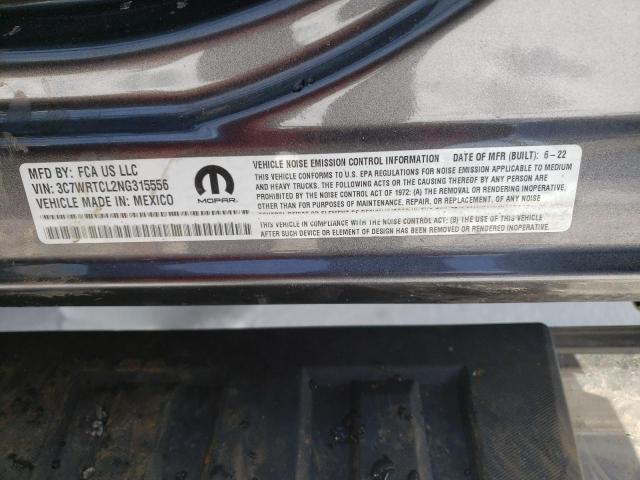 MFD BY: FCA US LLC
VIN: 3C7WRTCL2NG315556
VEHICLE MADE IN: MEXICO
MOPAR
VEHICLE NOISE EMISSION CONTROL INFORMATION DATE OF MFR (BUILT): 6-22
THIS VEHICLE CONFORMS TO U.S. EPA REGULATIONS FOR NOISE EMISSION APPLICABLE TO MEDIUM
AND HEAVY TRUCKS. THE FOLLOWING ACTS OR THE CAUSING THEREOF BY ANY PERSON ARE
PROHIBITED BY THE NOISE CONTROL ACT OF 1972: (A) THE REMOVAL OR RENDERING INOPERATIVE,
OTHER THAN FOR PURPOSES OF MAINTENANCE, REPAIR, OR REPLACEMENT, OF ANY NOISE
THIS VEHICLE IN COMPLIANCE WITH THE NOISE CONTROL ACT; (B) THE USE OF THIS VEHICLE
AFTER SUCH DEVICE OR ELEMENT OF DESIGN HAS BEEN REMOVED OR RENDERED INOPERATIVE.